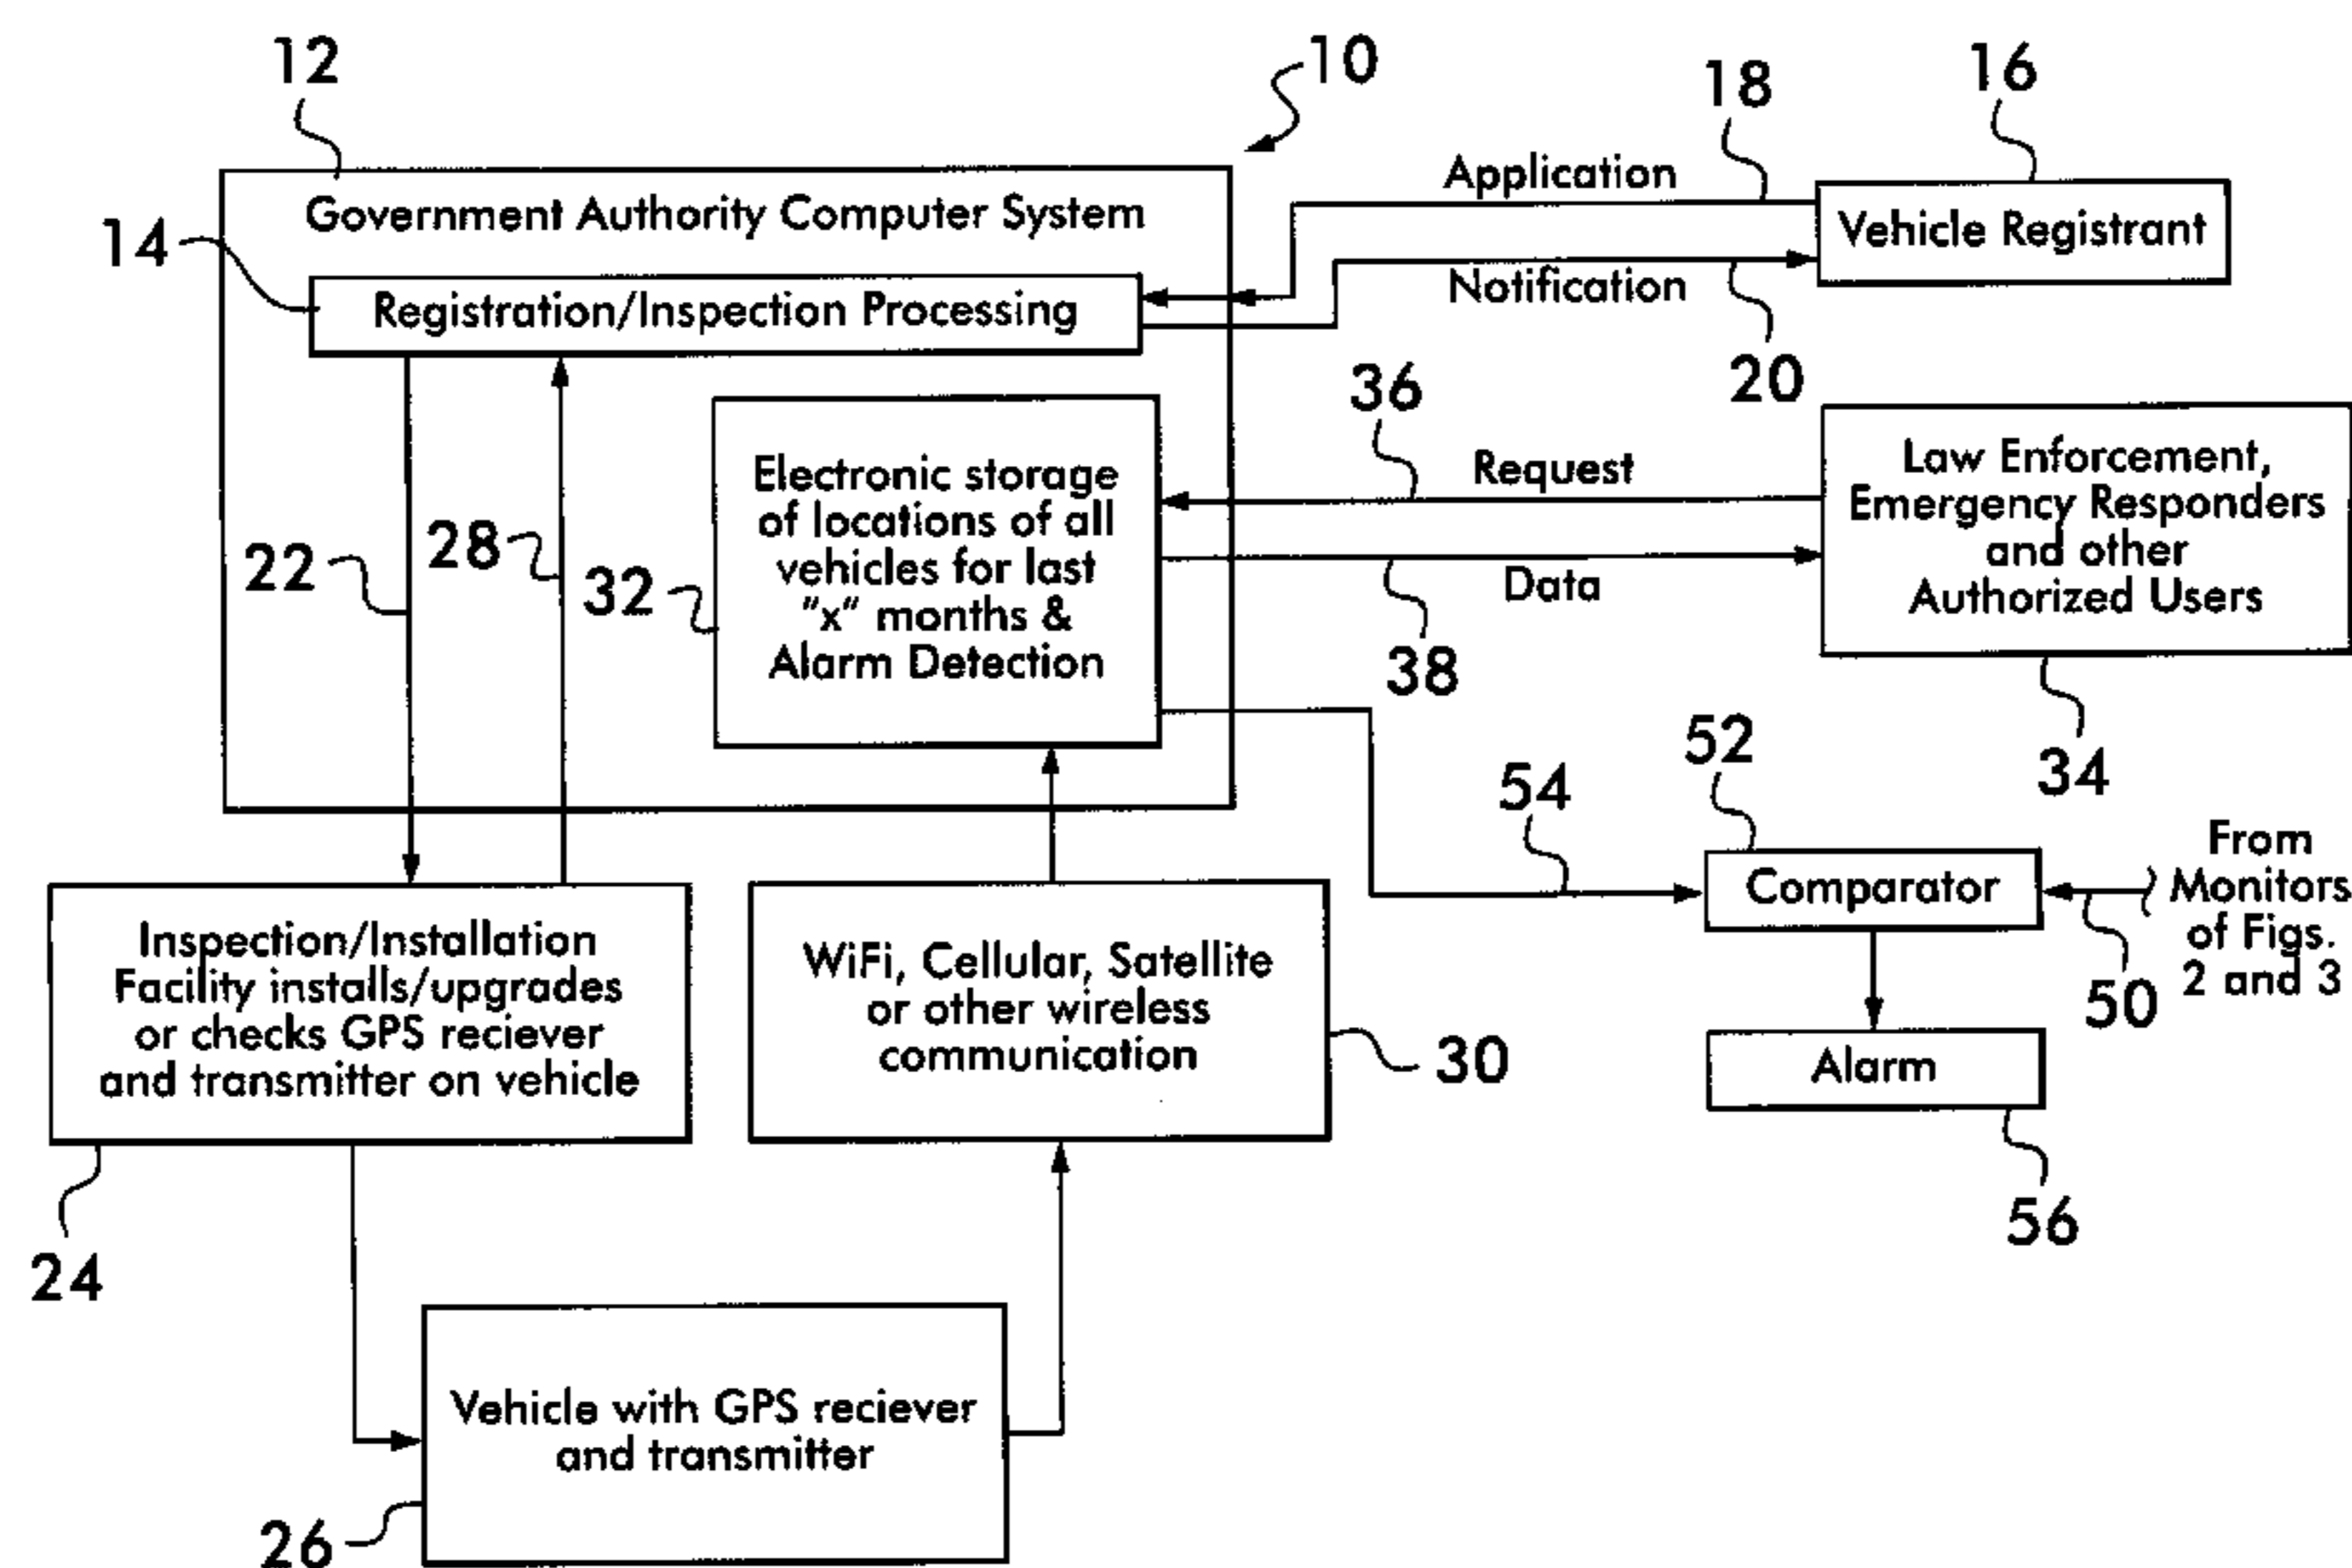 12
10
18
16
Government Authority Computer System
Application
Vehicle Registrant
14
Registration/Inspection Processing
Notification
20
36
Electronic storage
of locations of all
vehicles for last
"x" months &
Alarm Detection
Request
Law Enforcement,
Emergency Responders
and other
Authorized Users
22
28
32
Data
38
34
52
54
Comparator
From
Monitors
of Figs.
2 and 3
50
Inspection/Installation
Facility installs/upgrades
or checks GPS reciever
and transmitter on vehicle
WiFi, Cellular, Satellite
or other wireless
communication
30
Alarm
56
24
Vehicle with GPS reciever
and transmitter
26